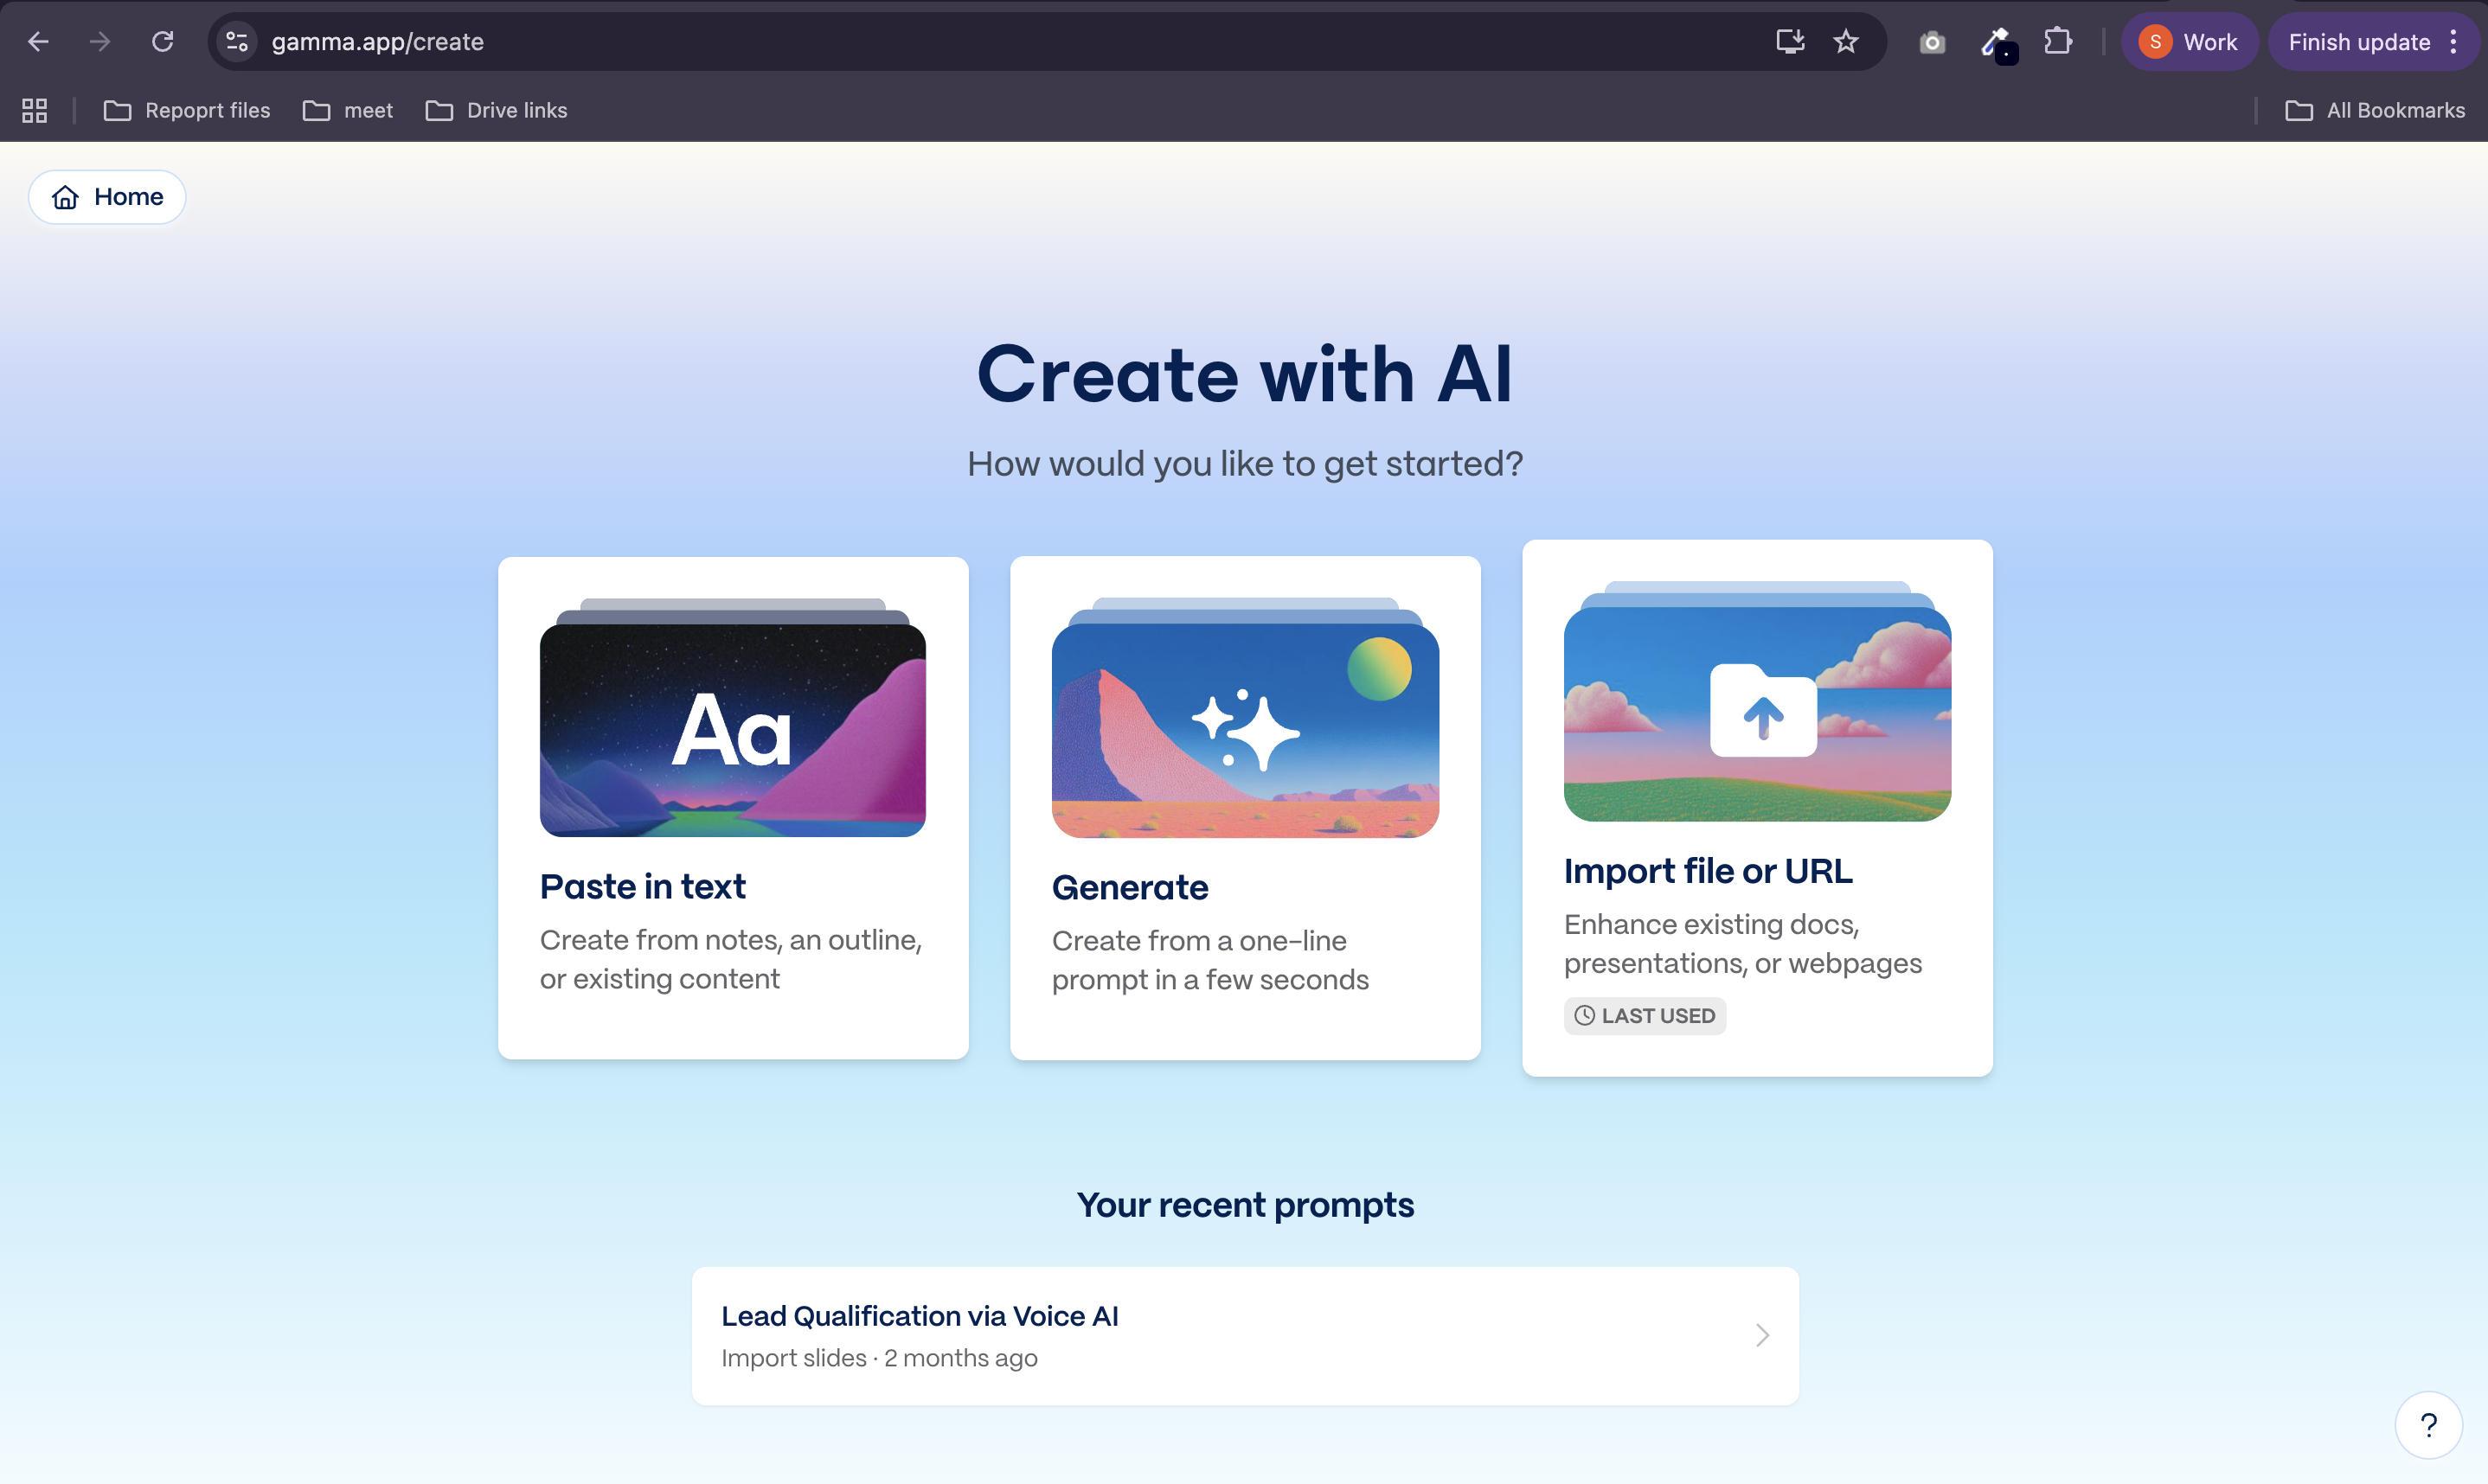 gamma.app/create
S
Work
Finish update
Repoprt files
meet
Drive links
All Bookmarks
Home
Create with AI
How would you like to get started?
Aa
Paste in text
Create from notes, an outline,
or existing content
Generate
Create from a one-line
prompt in a few seconds
Import file or URL
Enhance existing docs,
presentations, or webpages
LAST USED
Your recent prompts
Lead Qualification via Voice AI
Import slides · 2 months ago
?